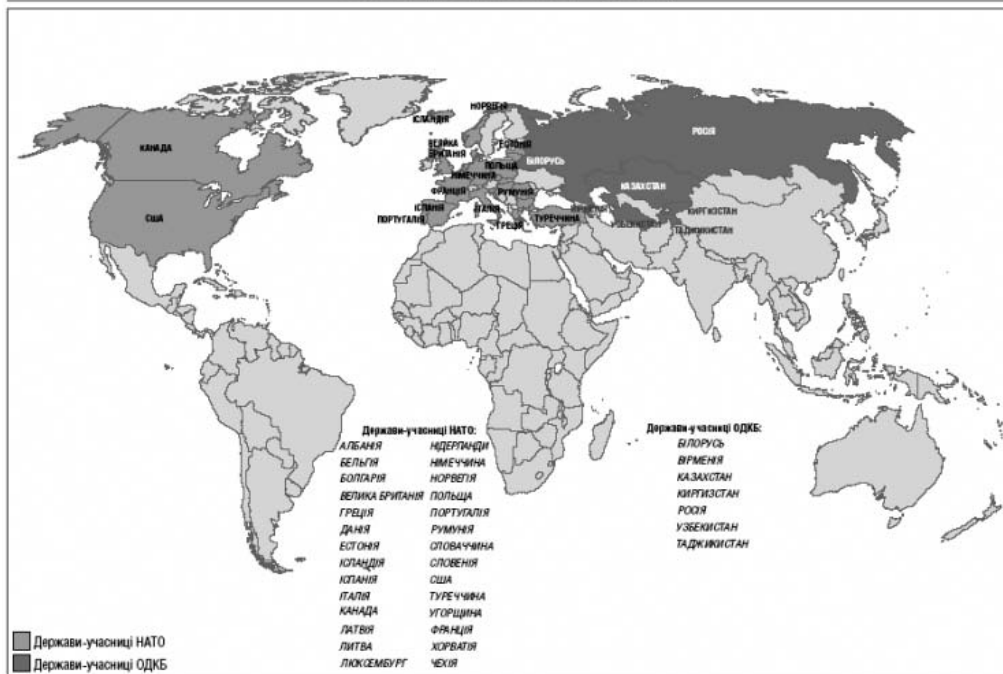 НОРВЕГІЯ
ІСЛАНДІЯ
ВЕЛИКА
БРИТАНІЯ
ЕСТОНІЯ
РОСІЯ
КАНАДА
ПОЛЬЩА
БІЛОРУСЬ
НІМЕЧЧИНА
КАЗАХСТАН
ФРАНЦІЯ
РУМУНІЯ
ІСПАНІЯ
ІТАЛІЯ
КИРГИЗСТАН
США
ПОРТУГАЛІЯ
ТУРЕЧЧИНА
ГРЕЦІЯ
ТАДЖИКИСТАН
Держави-учасниці НАТО:
АЛБАНІЯ
БЕЛЬГІЯ
БОЛГАРІЯ
ВЕЛИКА БРИТАНІЯ
ГРЕЦІЯ
ДАНІЯ
ЕСТОНІЯ
ІСЛАНДІЯ
ІСПАНІЯ
ІТАЛІЯ
КАНАДА
ЛАТВІЯ
ЛИТВА
ЛЮКСЕМБУРГ
НІДЕРЛАНДИ
НІМЕЧЧИНА
НОРВЕГІЯ
ПОЛЬЩА
ПОРТУГАЛІЯ
РУМУНІЯ
СЛОВАЧЧИНА
СЛОВЕНІЯ
США
ТУРЕЧЧИНА
УГОРЩИНА
ФРАНЦІЯ
ХОРВАТІЯ
ЧЕХІЯ
Держави-учасниці ОДКБ:
БІЛОРУСЬ
ВІРМЕНІЯ
КАЗАХСТАН
КИРГИЗСТАН
РОСІЯ
УЗБЕКИСТАН
ТАДЖИКИСТАН
Держави-учасниці НАТО
Держави-учасниці ОДКБ